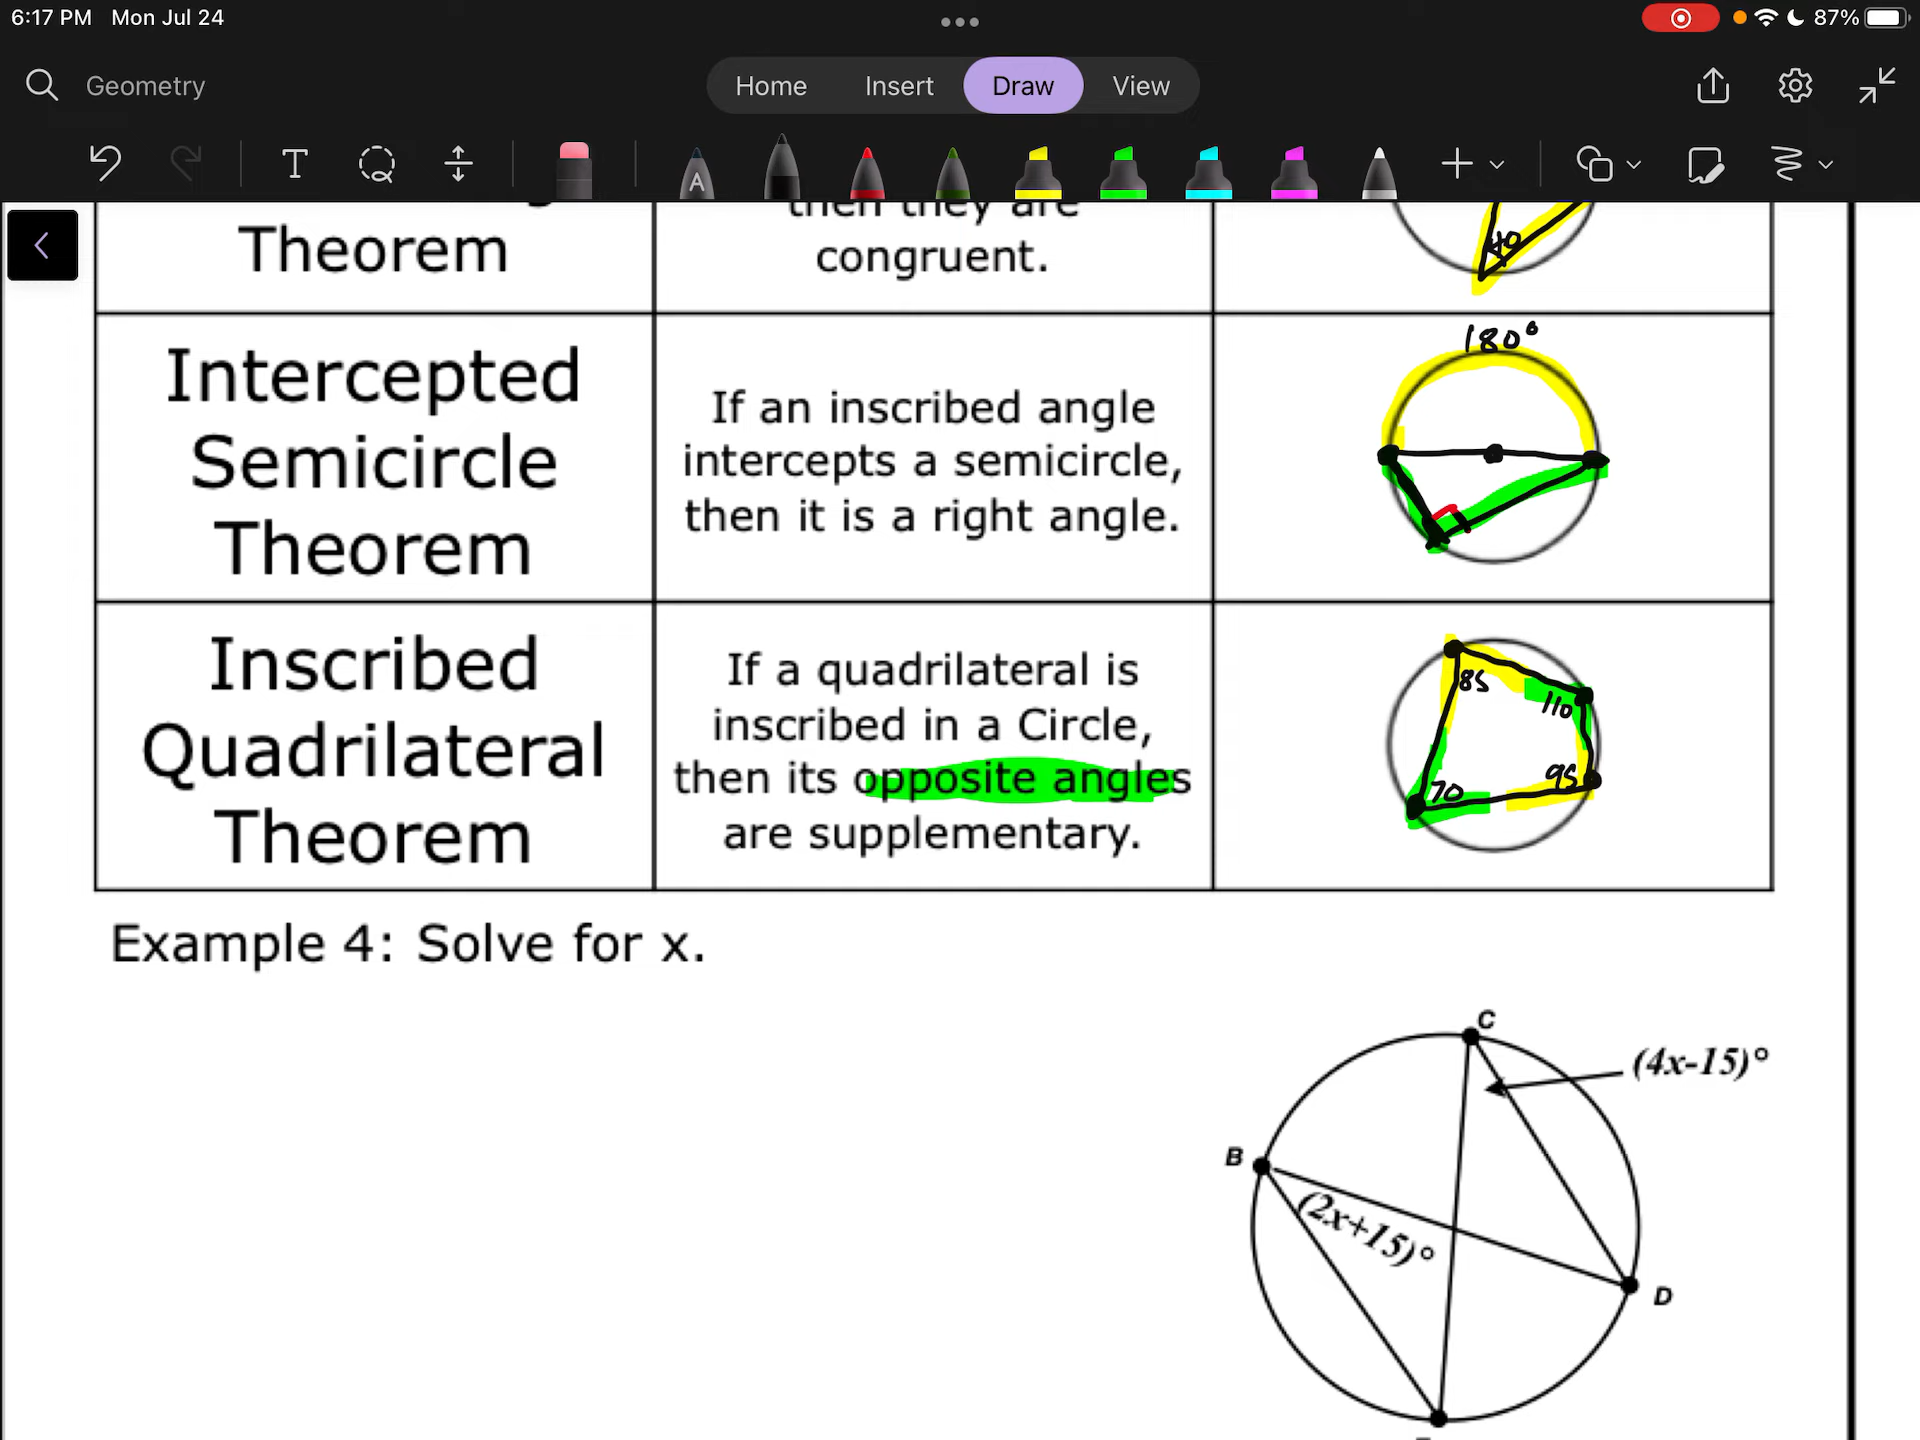 6:17 PM Mon Jul 24
87%
Geometry
Home Insert Draw View
T
A
Theorem
then they are
congruent.
40
Intercepted
Semicircle
Theorem
If an inscribed angle
intercepts a semicircle,
then it is a right angle.
180°
Inscribed
Quadrilateral
Theorem
If a quadrilateral is
inscribed in a Circle,
then its opposite angles
are supplementary.
85
110
70
95
Example 4: Solve for x.
C
(4x-15)°
B
(2x+15)°
D